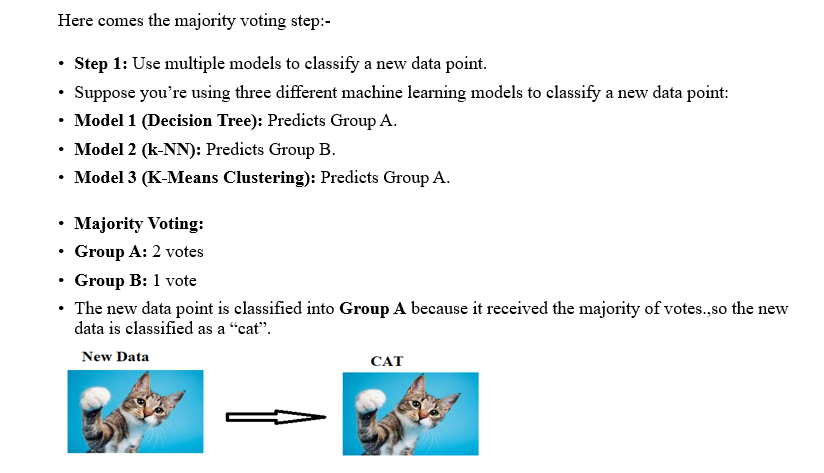 Here comes the majority voting step:-
• Step 1: Use multiple models to classify a new data point.
• Suppose you’re using three different machine learning models to classify a new data point:
• Model 1 (Decision Tree): Predicts Group A.
• Model 2 (k-NN): Predicts Group B.
• Model 3 (K-Means Clustering): Predicts Group A.
• Majority Voting:
• Group A: 2 votes
• Group B: 1 vote
• The new data point is classified into Group A because it received the majority of votes.,so the new
data is classified as a “cat”.
New Data
CAT